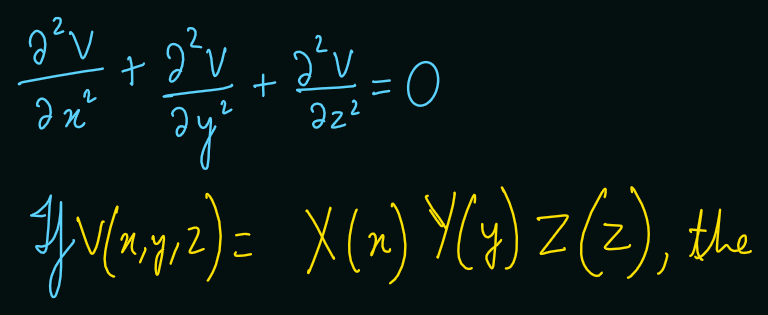 ∂²V/∂x² + ∂²V/∂y² + ∂²V/∂z² = 0
If V(x,y,z) = X(x) Y(y) Z(z), the